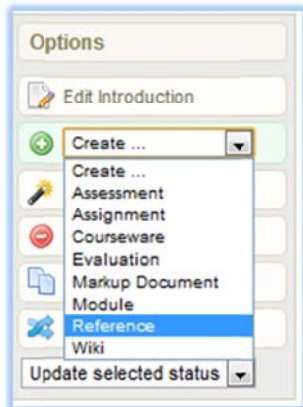 Options
Edit Introduction
Create ...
Create ...
Assessment
Assignment
Courseware
Evaluation
Markup Document
Module
Reference
Wiki
Update selected status